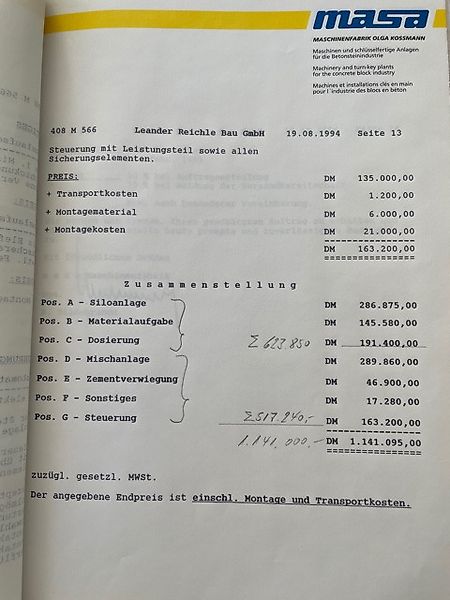 masa
MASCHINENFABRIK OLGA KOSSMANN
Maschinen und schlüsselfertige Anlagen
für die Betonsteinindustrie
Machinery and turn-key plants
for the concrete block industry
Machines et installations clés en main
pour l'industrie des blocs en béton
408 M 566 Leander Reichle Bau GmbH 19.08.1994 Seite 13
Steuerung mit Leistungsteil sowie allen
Sicherungselementen.
PREIS: DM 135.000,00
+ Transportkosten DM 1.200,00
+ Montagematerial DM 6.000,00
+ Montagekosten DM 21.000,00
DM 163.200,00
Zusammenstellung
Pos. A - Siloanlage DM 286.875,00
Pos. B - Materialaufgabe DM 145.580,00
Pos. C - Dosierung Σ 623.850 DM 191.400,00
Pos. D - Mischanlage DM 289.860,00
Pos. E - Zementverwiegung DM 46.900,00
Pos. F - Sonstiges DM 17.280,00
Pos. G - Steuerung Σ 517.240,- DM 163.200,00
1.141.000,- DM 1.141.095,00
zuzügl. gesetzl. MWSt.
Der angegebene Endpreis ist einschl. Montage und Transportkosten.